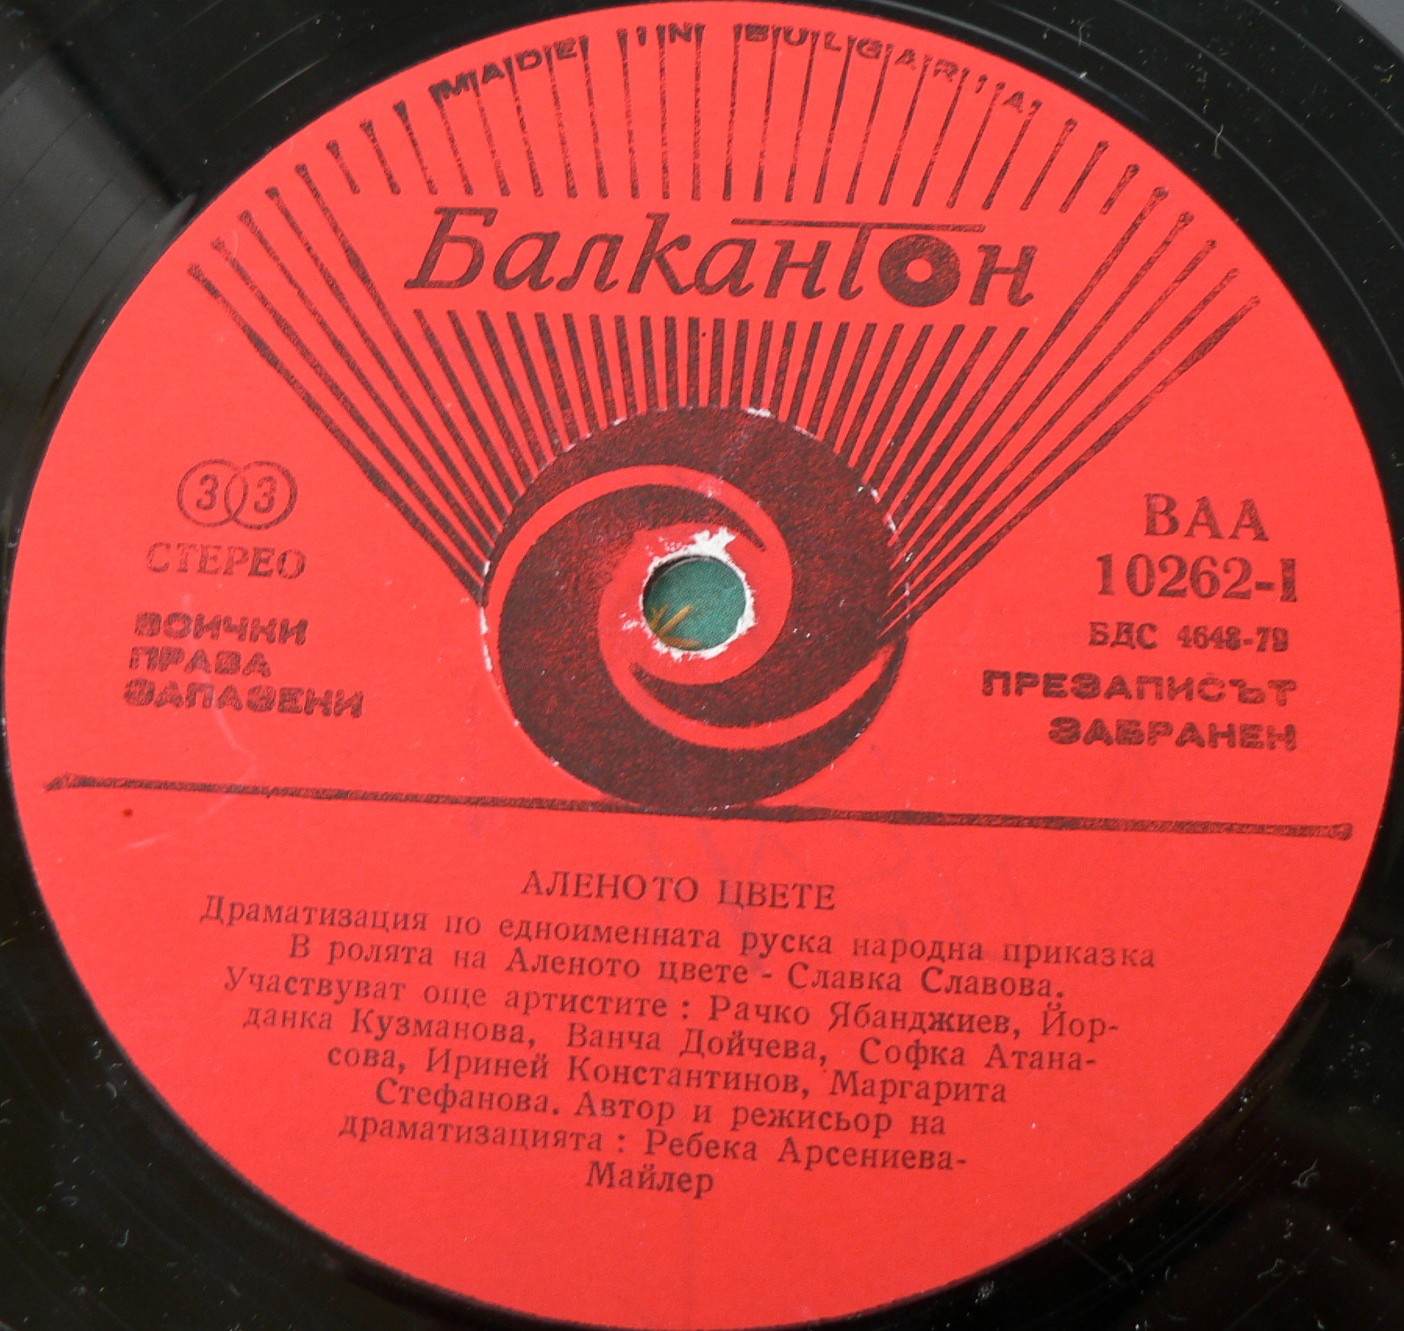 MADE IN BULGARIA
Балкантон
33
СТЕРЕО
ВСИЧКИ
ПРАВА
ЗАПАЗЕНИ
ВАА
10262-I
БДС 4648-79
ПРЕЗАПИСЪТ
ЗАБРАНЕН
АЛЕНОТО ЦВЕТЕ
Драматизация по едноименната руска народна приказка
В ролята на Аленото цвете - Славка Славова.
Участвуват още артистите : Рачко Ябанджиев, Йор-
данка Кузманова, Ванча Дойчева, Софка Атана-
сова, Ириней Константинов, Маргарита
Стефанова. Автор и режисьор на
драматизацията : Ребека Арсениева-
Майлер